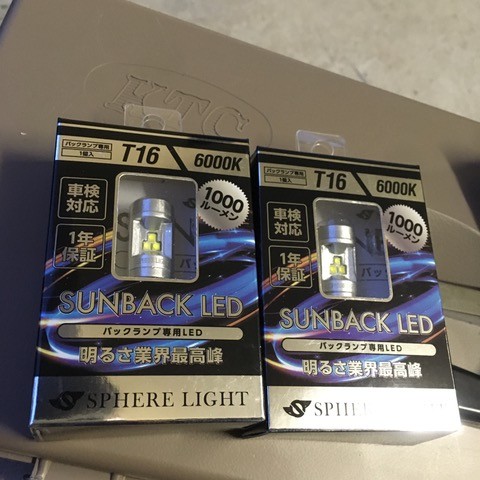 KTC
バックランプ専用
1個入
T16
6000K
車検
対応
1000
ルーメン
1年
保証
SUNBACK LED
バックランプ専用LED
明るさ業界最高峰
SPHERE LIGHT
バックランプ専用
1個入
T16
6000K
車検
対応
1000
ルーメン
1年
保証
SUNBACK LED
バックランプ専用LED
明るさ業界最高峰